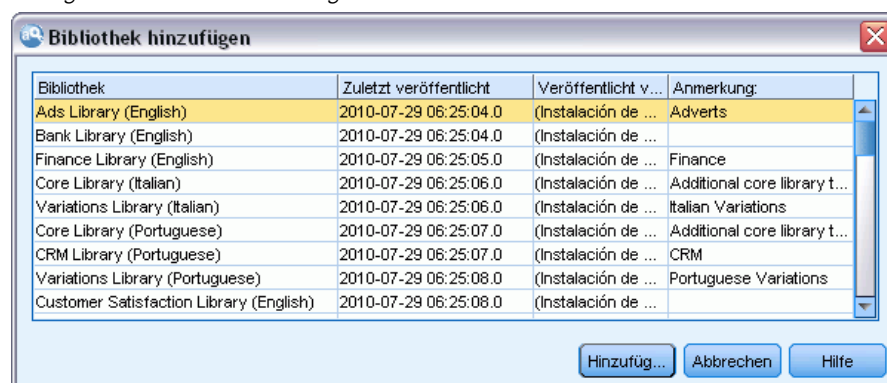 Bibliothek hinzufügen
Bibliothek Zuletzt veröffentlicht Veröffentlicht v... Anmerkung:
Ads Library (English) 2010-07-29 06:25:04.0 (Instalación de ... Adverts
Bank Library (English) 2010-07-29 06:25:04.0 (Instalación de ...
Finance Library (English) 2010-07-29 06:25:05.0 (Instalación de ... Finance
Core Library (Italian) 2010-07-29 06:25:06.0 (Instalación de ... Additional core library t...
Variations Library (Italian) 2010-07-29 06:25:06.0 (Instalación de ... Italian Variations
Core Library (Portuguese) 2010-07-29 06:25:07.0 (Instalación de ... Additional core library t...
CRM Library (Portuguese) 2010-07-29 06:25:07.0 (Instalación de ... CRM
Variations Library (Portuguese) 2010-07-29 06:25:08.0 (Instalación de ... Portuguese Variations
Customer Satisfaction Library (English) 2010-07-29 06:25:08.0 (Instalación de ...
Hinzufüg... Abbrechen Hilfe